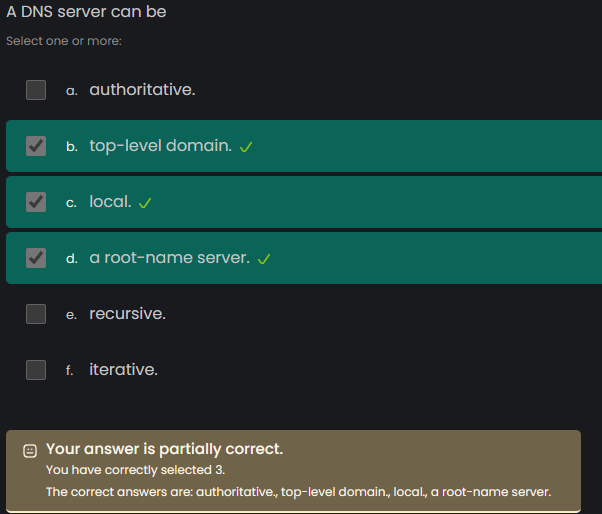 A DNS server can be
Select one or more:
a. authoritative.
b. top-level domain.
c. local.
d. a root-name server.
e. recursive.
f. iterative.
Your answer is partially correct.
You have correctly selected 3.
The correct answers are: authoritative., top-level domain., local., a root-name server.